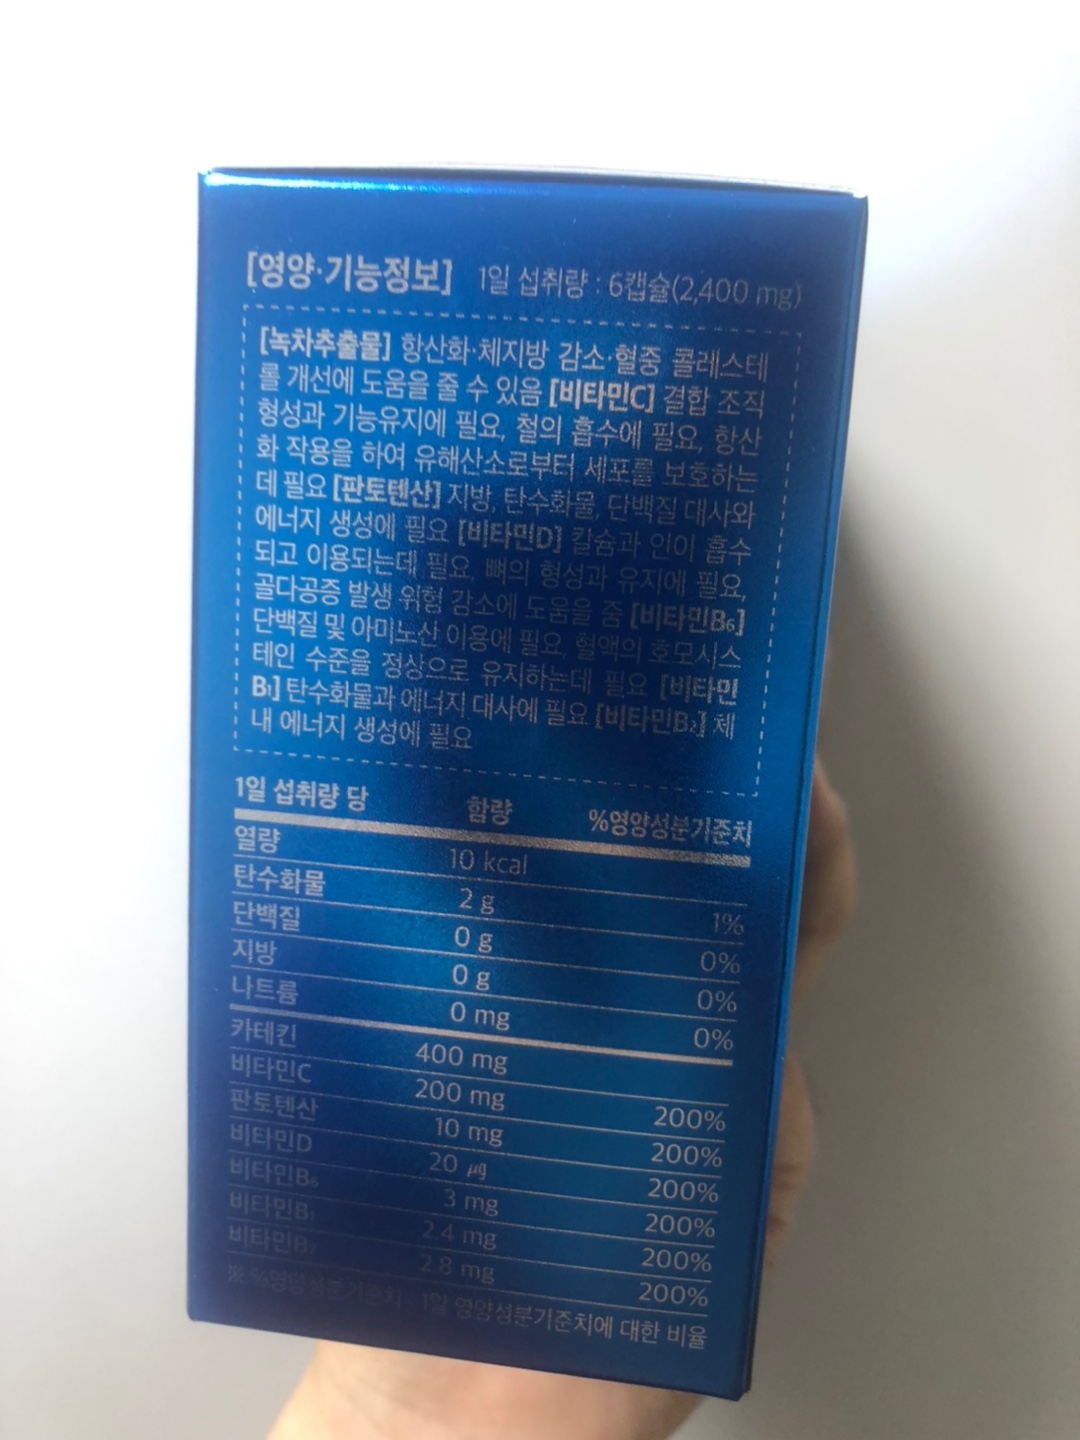 [영양·기능정보] 1일 섭취량 : 6캡슐(2,400 mg)
[녹차추출물] 항산화·체지방 감소·혈중 콜레스테
롤 개선에 도움을 줄 수 있음 [비타민C] 결합 조직
형성과 기능유지에 필요, 철의 흡수에 필요, 항산
화 작용을 하여 유해산소로부터 세포를 보호하는
데 필요 [판토텐산] 지방, 탄수화물, 단백질 대사와
에너지 생성에 필요 [비타민D] 칼슘과 인이 흡수
되고 이용되는데 필요, 뼈의 형성과 유지에 필요,
골다공증 발생 위험 감소에 도움을 줌 [비타민B₆]
단백질 및 아미노산 이용에 필요, 혈액의 호모시스
테인 수준을 정상으로 유지하는데 필요 [비타민
B₁] 탄수화물과 에너지 대사에 필요 [비타민B₂] 체
내 에너지 생성에 필요
1일 섭취량 당 함량 %영양성분기준치
열량 10 kcal
탄수화물 2 g 1%
단백질 0 g 0%
지방 0 g 0%
나트륨 0 mg 0%
카테킨 400 mg
비타민C 200 mg 200%
판토텐산 10 mg 200%
비타민D 20 ㎍ 200%
비타민B₆ 3 mg 200%
비타민B₁ 2.4 mg 200%
비타민B₂ 2.8 mg 200%
※ %영양성분기준치 : 1일 영양성분기준치에 대한 비율